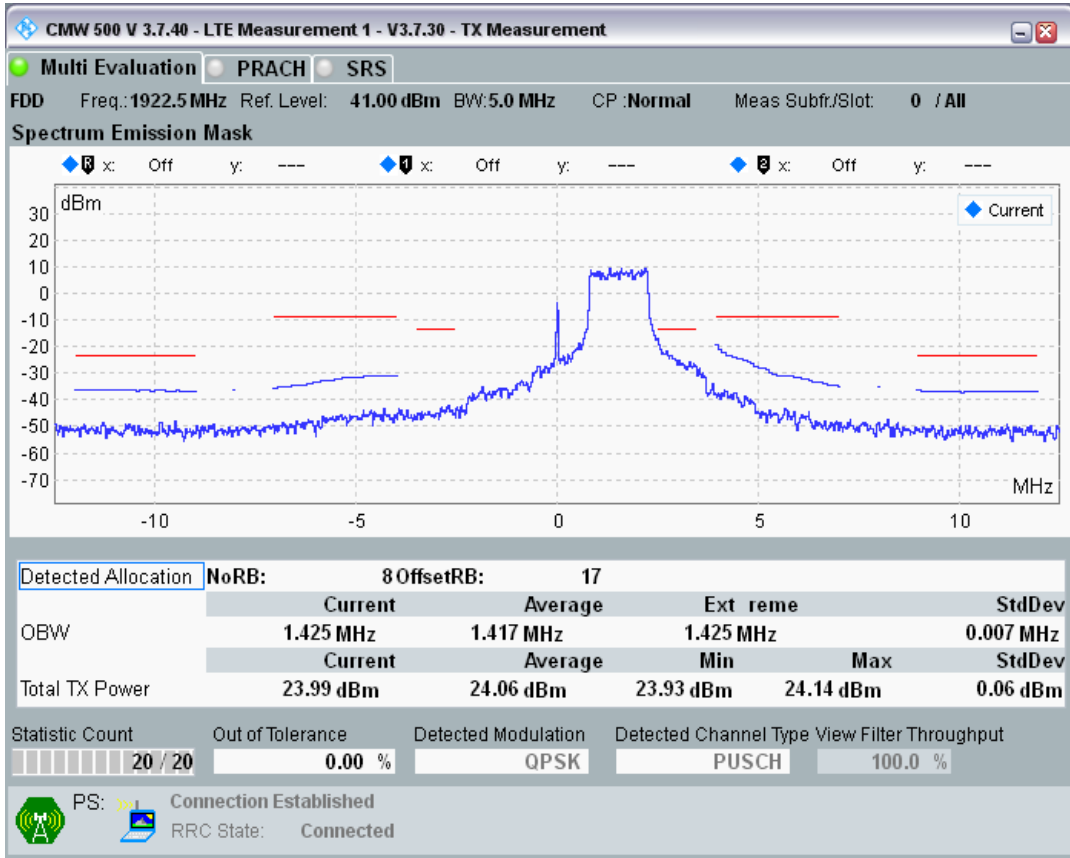 CMW 500 V 3.7.40 - LTE Measurement 1 - V3.7.30 - TX Measurement
Multi Evaluation PRACH SRS
FDD Freq.: 1922.5 MHz Ref. Level: 41.00 dBm BW: 5.0 MHz CP : Normal Meas Subfr./Slot: 0 / All
Spectrum Emission Mask
R x: Off y: --- 1 x: Off y: --- 2 x: Off y: ---
dBm
Current
30
20
10
0
-10
-20
-30
-40
-50
-60
-70
MHz
-10 -5 0 5 10
Detected Allocation NoRB: 8 OffsetRB: 17
Current Average Ext reme StdDev
OBW 1.425 MHz 1.417 MHz 1.425 MHz 0.007 MHz
Current Average Min Max StdDev
Total TX Power 23.99 dBm 24.06 dBm 23.93 dBm 24.14 dBm 0.06 dBm
Statistic Count Out of Tolerance Detected Modulation Detected Channel Type View Filter Throughput
20 / 20 0.00 % QPSK PUSCH 100.0 %
PS: Connection Established
RRC State: Connected